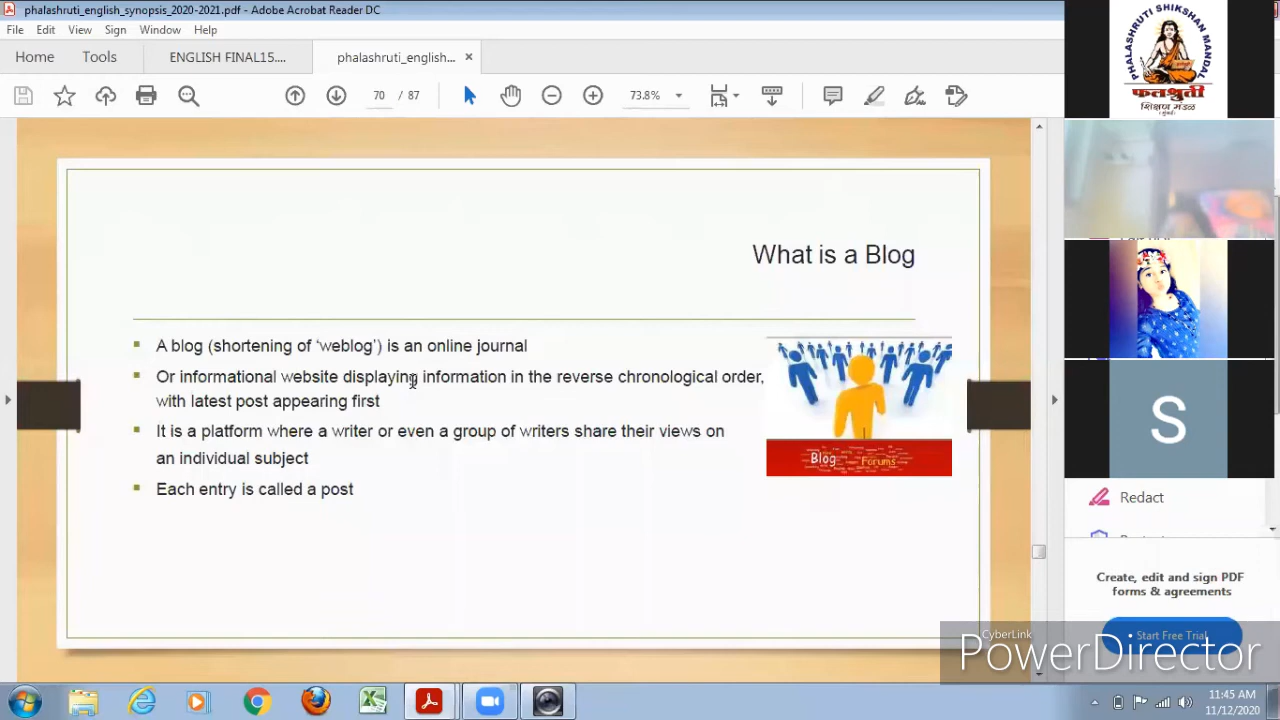 phalashruti_english_synopsis_2020-2021.pdf - Adobe Acrobat Reader DC
File Edit View Sign Window Help
Home Tools ENGLISH FINAL15.... phalashruti_english... ×
70 / 87 73.8%
What is a Blog
A blog (shortening of ‘weblog’) is an online journal
Or informational website displaying information in the reverse chronological order,
with latest post appearing first
It is a platform where a writer or even a group of writers share their views on
an individual subject
Each entry is called a post
Blog Forums
PHALASHRUTI SHIKSHAN MANDAL
फलश्रुती
शिक्षण मंडळ
S
Redact
Create, edit and sign PDF
forms & agreements
Start Free Trial
CyberLink
PowerDirector
11:45 AM
11/12/2020